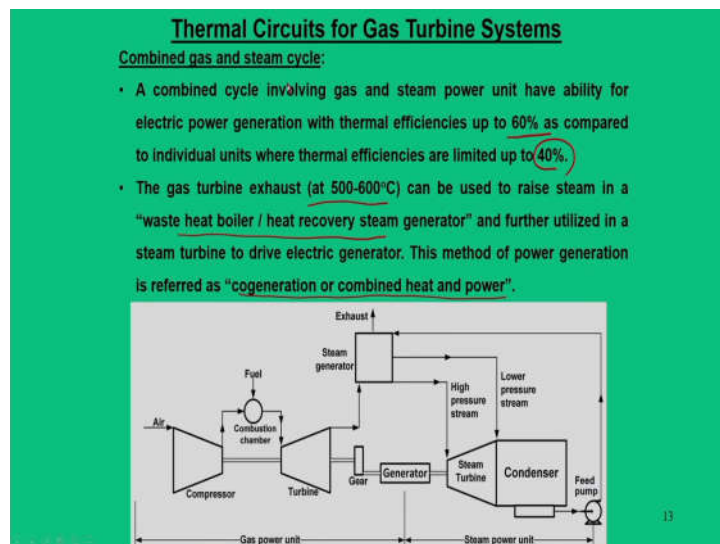 Thermal Circuits for Gas Turbine Systems
Combined gas and steam cycle:
• A combined cycle involving gas and steam power unit have ability for
electric power generation with thermal efficiencies up to 60% as compared
to individual units where thermal efficiencies are limited up to 40%.
• The gas turbine exhaust (at 500-600°C) can be used to raise steam in a
“waste heat boiler / heat recovery steam generator” and further utilized in a
steam turbine to drive electric generator. This method of power generation
is referred as “cogeneration or combined heat and power”.
Exhaust
Steam
generator
Fuel
Air
Combustion
chamber
Compressor
Turbine
Gear
Generator
High
pressure
stream
Lower
pressure
stream
Steam
Turbine
Condenser
Feed
pump
Gas power unit
Steam power unit
13